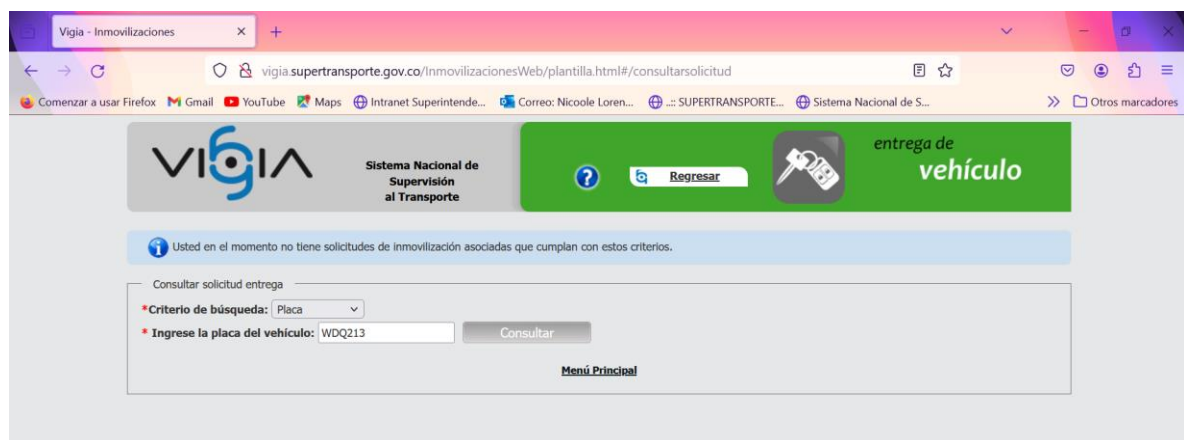 Vigia - Inmovilizaciones
vigia.supertransporte.gov.co/InmovilizacionesWeb/plantilla.html#/consultarsolicitud
Comenzar a usar Firefox Gmail YouTube Maps Intranet Superintende... Correo: Nicoole Loren... ..:: SUPERTRANSPORTE... Sistema Nacional de S... Otros marcadores
VIGIA
Sistema Nacional de
Supervisión
al Transporte
Regresar
entrega de
vehículo
Usted en el momento no tiene solicitudes de inmovilización asociadas que cumplan con estos criterios.
Consultar solicitud entrega
*Criterio de búsqueda: Placa
* Ingrese la placa del vehículo: WDQ213 Consultar
Menú Principal